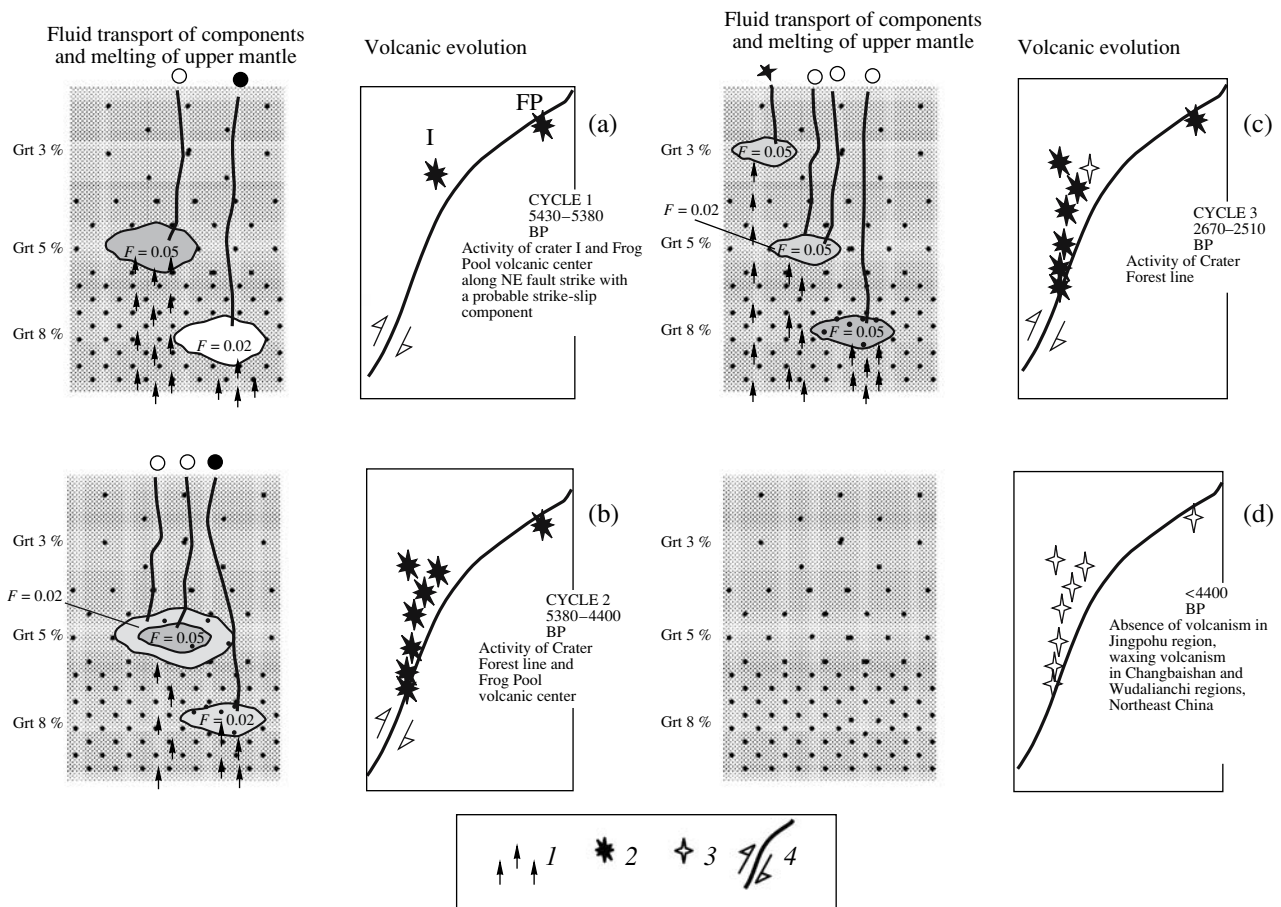 Fluid transport of components
and melting of upper mantle
Volcanic evolution
Grt 3 %
Grt 5 %
Grt 8 %
F = 0.05
F = 0.02
I
FP
(a)
CYCLE 1
5430–5380
BP
Activity of crater I and Frog
Pool volcanic center
along NE fault strike with
a probable strike-slip
component
Fluid transport of components
and melting of upper mantle
Volcanic evolution
Grt 3 %
F = 0.02
Grt 5 %
Grt 8 %
F = 0.05
F = 0.05
F = 0.05
(c)
CYCLE 3
2670–2510
BP
Activity of Crater
Forest line
Grt 3 %
F = 0.02
Grt 5 %
Grt 8 %
F = 0.05
F = 0.02
(b)
CYCLE 2
5380–4400
BP
Activity of Crater
Forest line and
Frog Pool
volcanic center
Grt 3 %
Grt 5 %
Grt 8 %
(d)
<4400
BP
Absence of volcanism in
Jingpohu region,
waxing volcanism
in Changbaishan and
Wudalianchi regions,
Northeast China
1 2 3 4